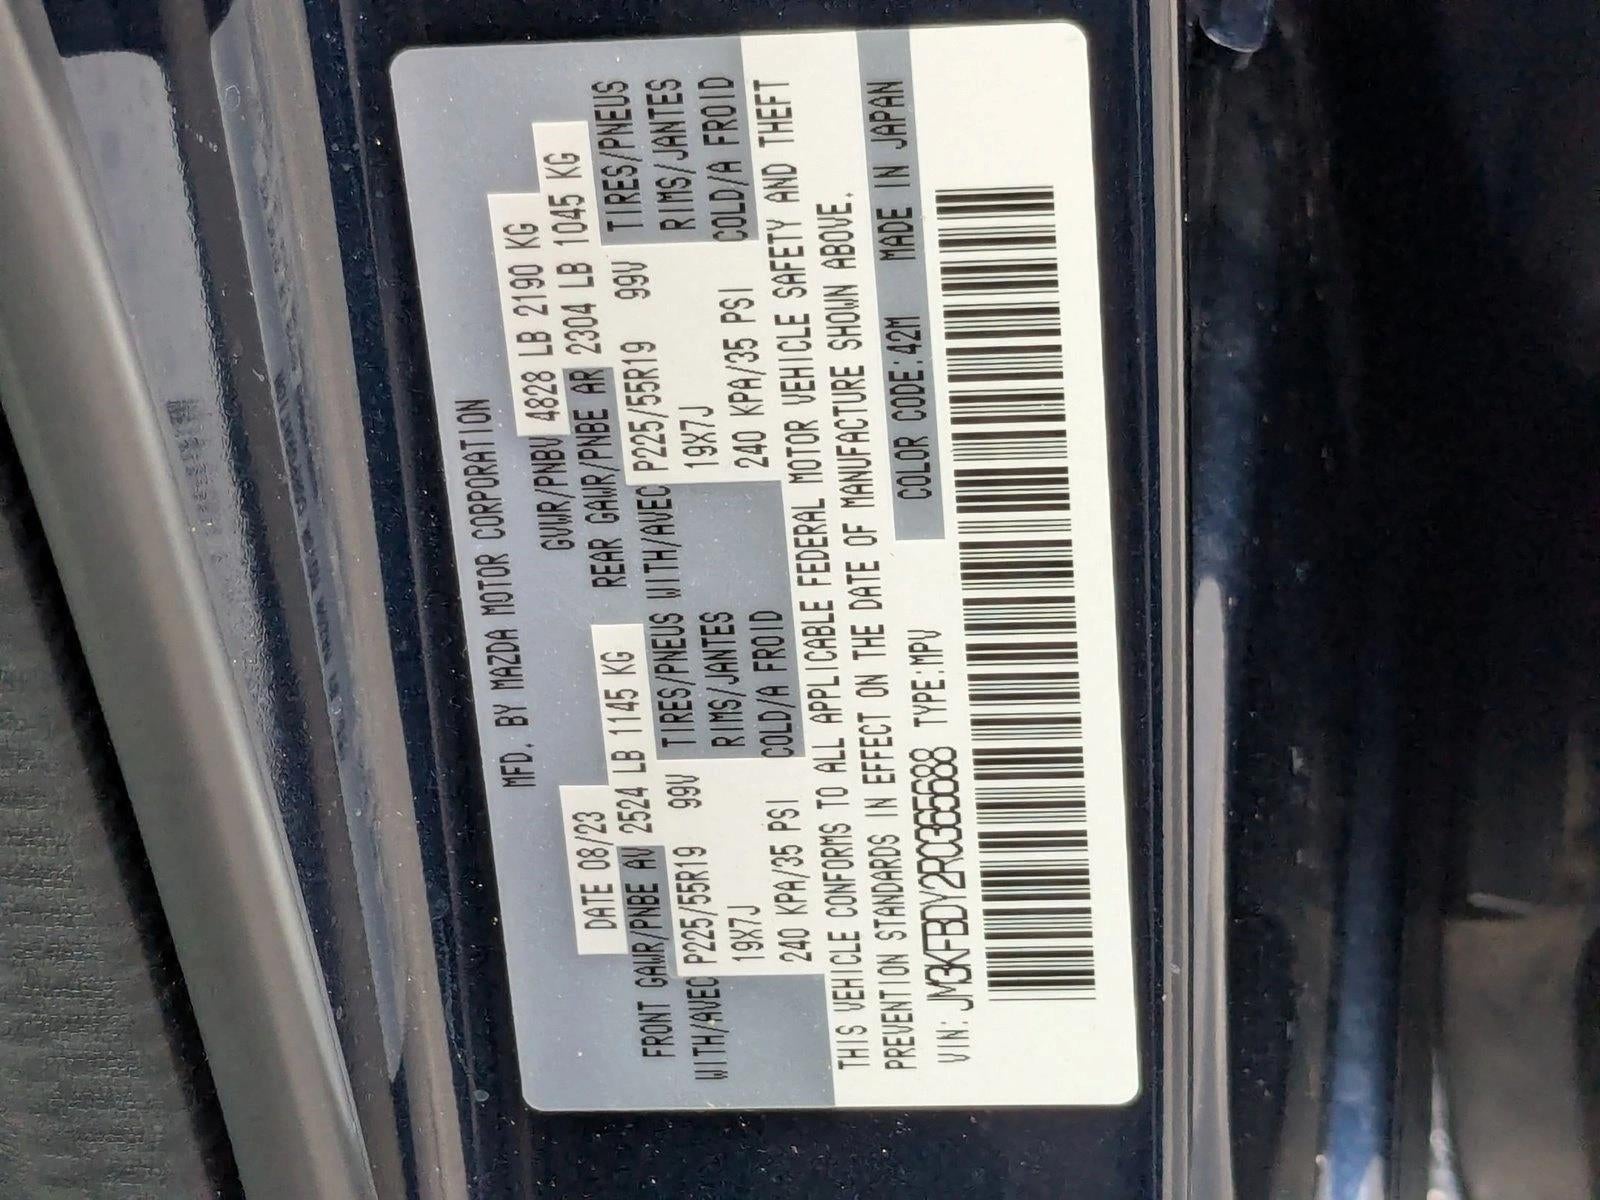 MFD. BY MAZDA MOTOR CORPORATION
DATE 08/23 GVWR/PNBV 4828 LB 2190 KG
FRONT GAWR/PNBE AV 2524 LB 1145 KG REAR GAWR/PNBE AR 2304 LB 1045 KG
WITH/AVEC P225/55R19 99V TIRES/PNEUS WITH/AVEC P225/55R19 99V TIRES/PNEUS
19X7J RIMS/JANTES 19X7J RIMS/JANTES
240 KPA/35 PSI COLD/A FROID 240 KPA/35 PSI COLD/A FROID
THIS VEHICLE CONFORMS TO ALL APPLICABLE FEDERAL MOTOR VEHICLE SAFETY AND THEFT
PREVENTION STANDARDS IN EFFECT ON THE DATE OF MANUFACTURE SHOWN ABOVE.
VIN: JM3KFBDY2RC365688 TYPE:MPV COLOR CODE:42M MADE IN JAPAN